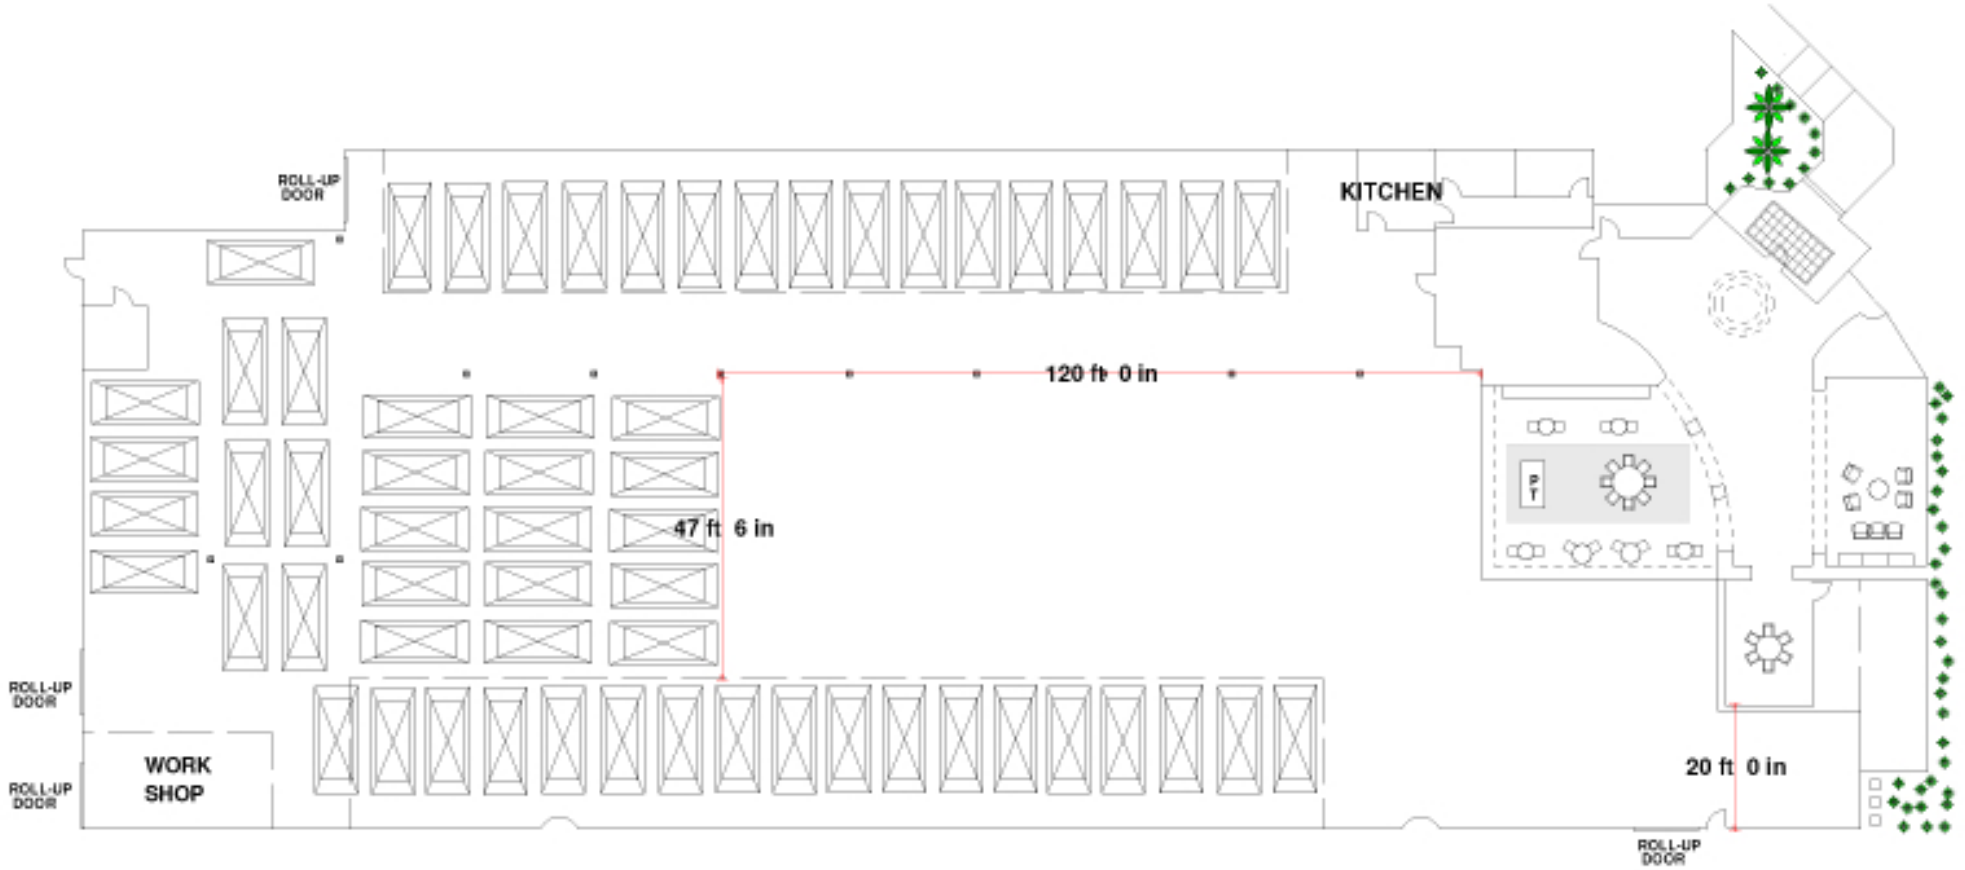 ROLL-UP
DOOR
KITCHEN
120 ft 0 in
P
T
47 ft 6 in
ROLL-UP
DOOR
WORK
SHOP
ROLL-UP
DOOR
20 ft 0 in
ROLL-UP
DOOR